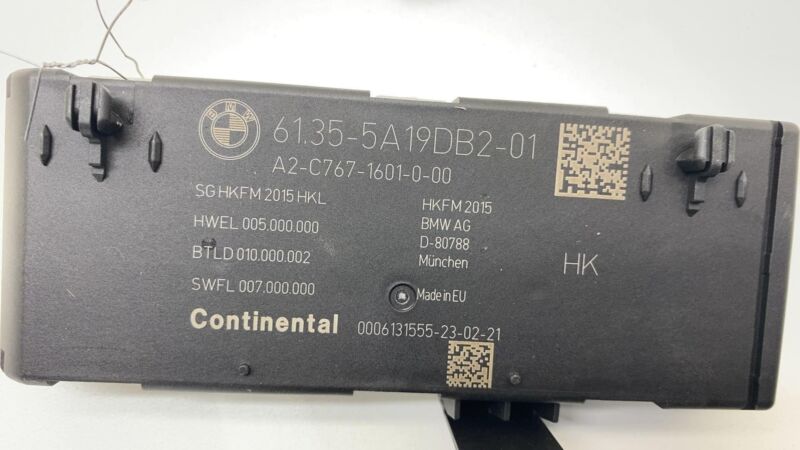 BMW
61.35-5A19DB2-01
A2-C767-1601-0-00
SG HKFM 2015 HKL
HWEL 005.000.000
BTLD 010.000.002
SWFL 007.000.000
HKFM 2015
BMW AG
D-80788
München
Made in EU
HK
Continental
0006131555-23-02-21